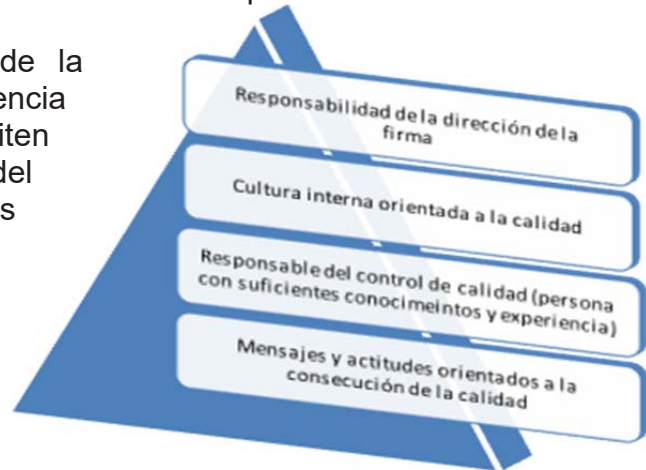 de la
encia
iten
del
s
Responsabilidad de la dirección de la
firma
Cultura interna orientada a la calidad
Responsable del control de calidad (persona
con suficientes conocimeintos y experiencia)
Mensajes y actitudes orientados a la
consecución de la calidad